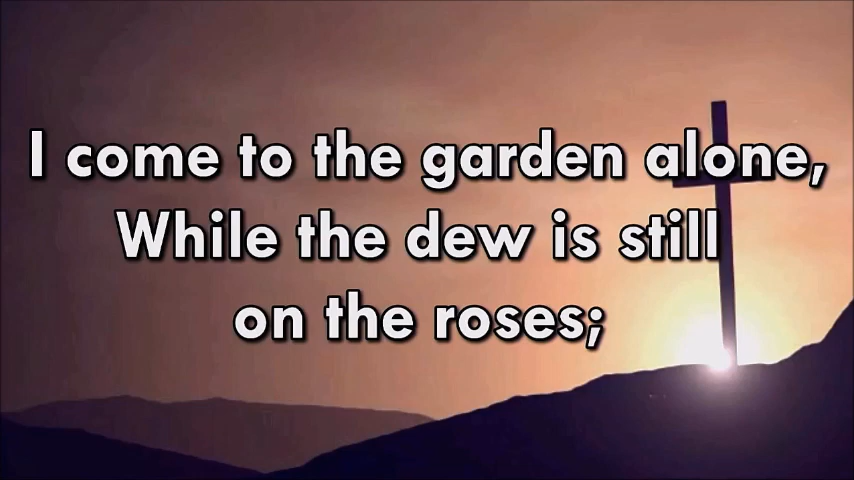 I come to the garden alone,
While the dew is still
on the roses;